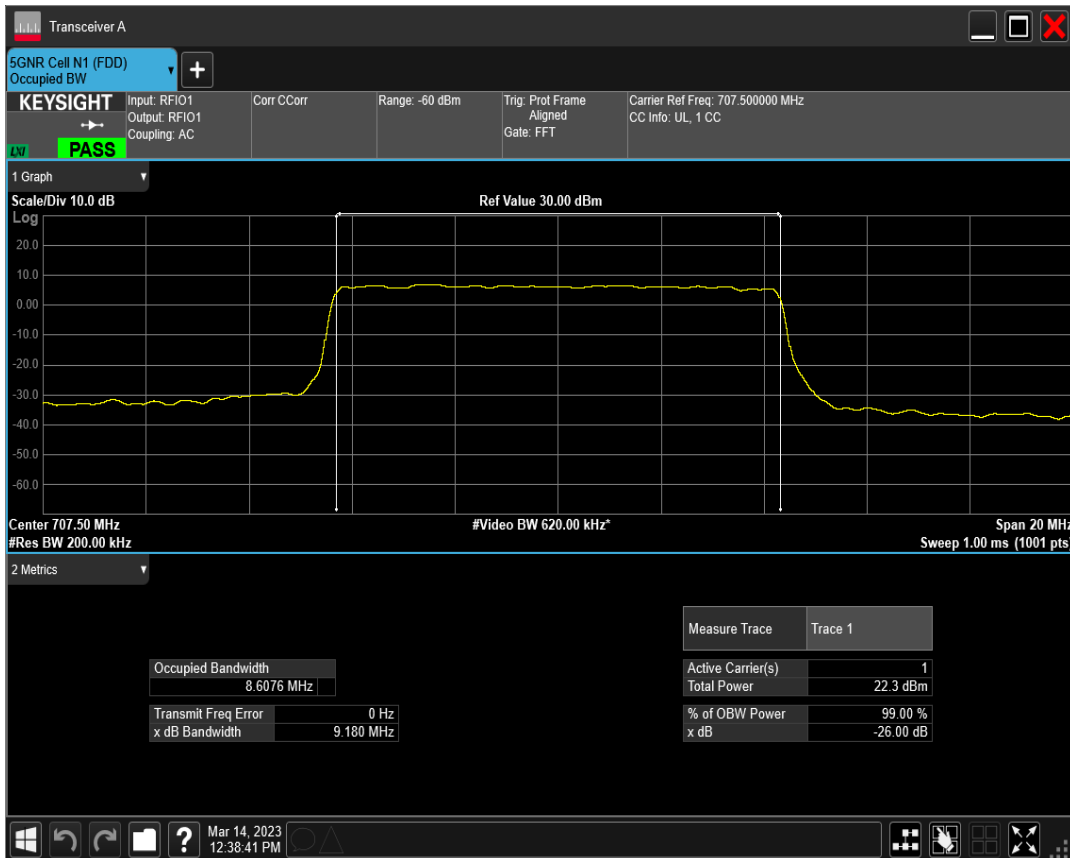 Transceiver A
5GNR Cell N1 (FDD)
Occupied BW
+
KEYSIGHT
LXI
PASS
Input: RFIO1
Output: RFIO1
Coupling: AC
Corr CCorr
Range: -60 dBm
Trig: Prot Frame
Aligned
Gate: FFT
Carrier Ref Freq: 707.500000 MHz
CC Info: UL, 1 CC
1 Graph
Scale/Div 10.0 dB
Ref Value 30.00 dBm
Log
20.0
10.0
0.00
-10.0
-20.0
-30.0
-40.0
-50.0
-60.0
Center 707.50 MHz
#Video BW 620.00 kHz*
Span 20 MHz
#Res BW 200.00 kHz
Sweep 1.00 ms (1001 pts)
2 Metrics
Measure Trace Trace 1
Occupied Bandwidth
8.6076 MHz
Transmit Freq Error 0 Hz
x dB Bandwidth 9.180 MHz
Active Carrier(s) 1
Total Power 22.3 dBm
% of OBW Power 99.00 %
x dB -26.00 dB
?
Mar 14, 2023
12:38:41 PM